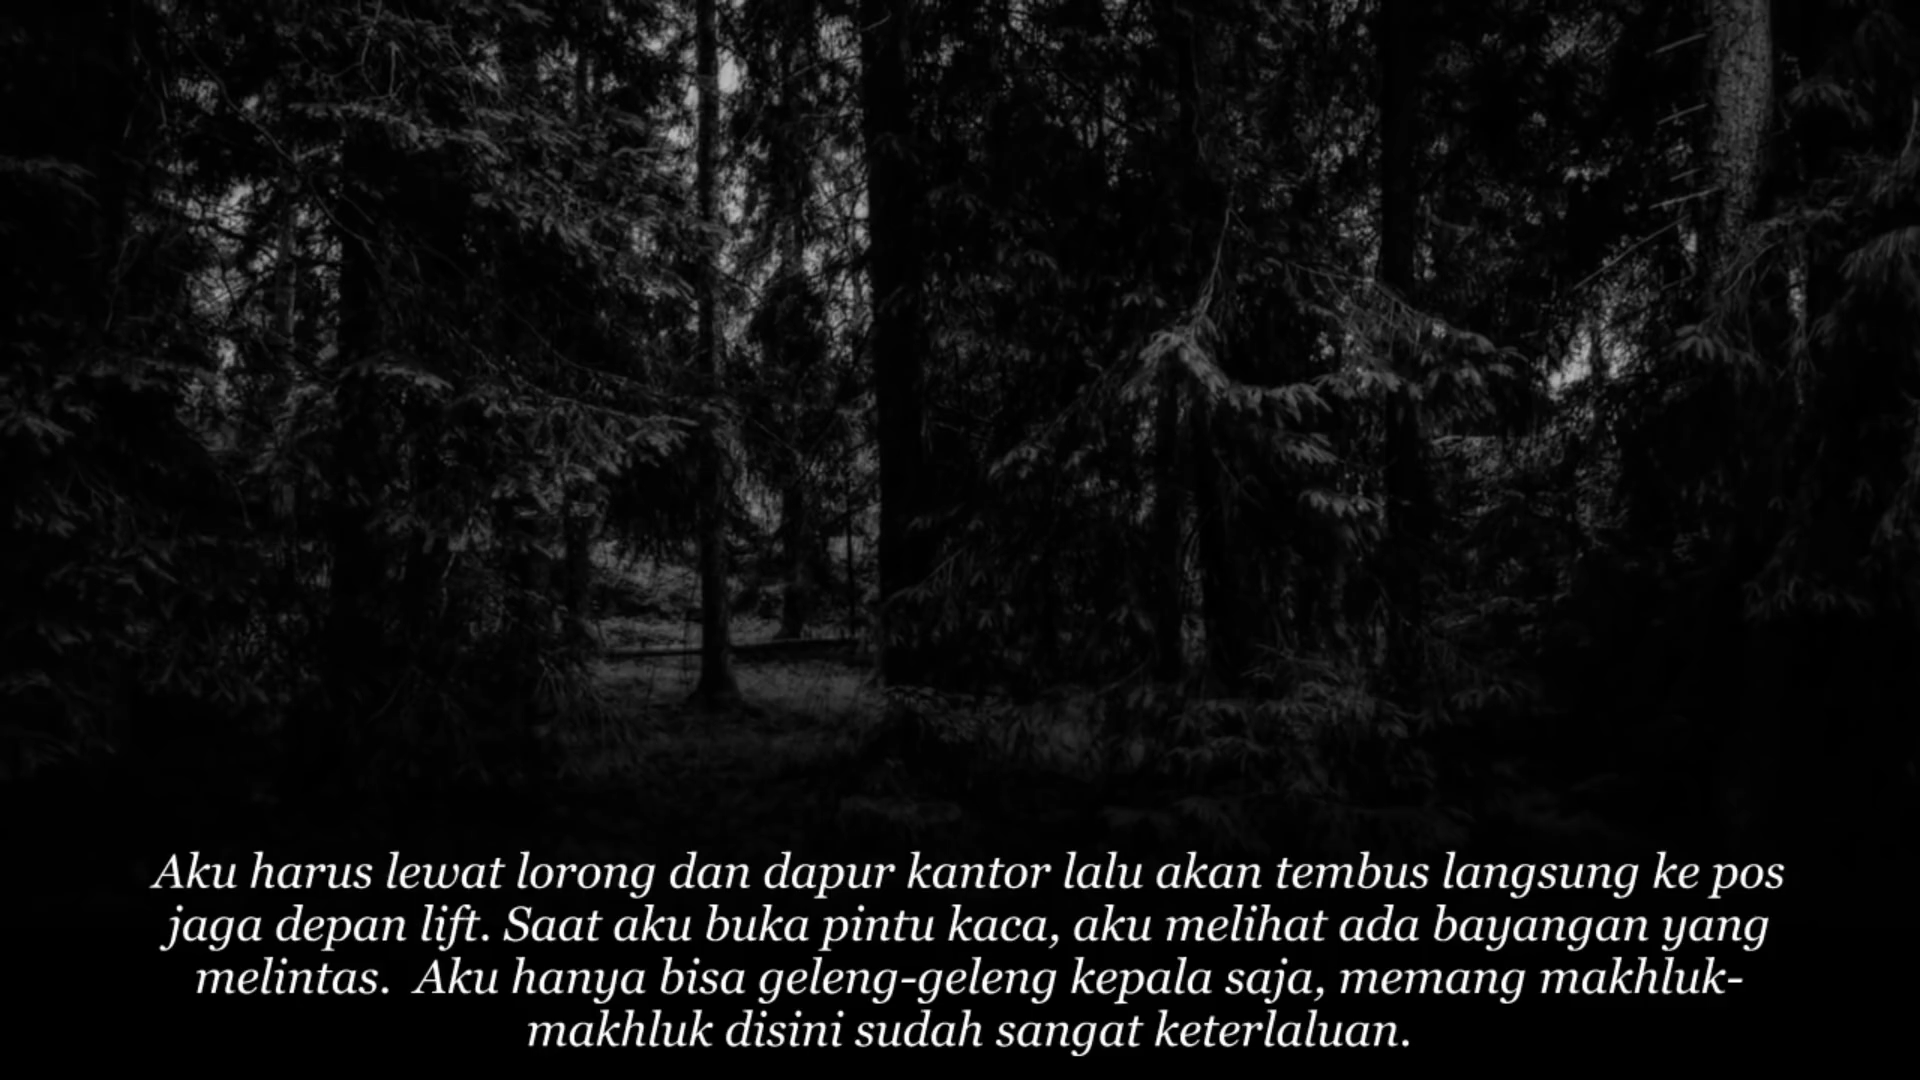 Aku harus lewat lorong dan dapur kantor lalu akan tembus langsung ke pos
jaga depan lift. Saat aku buka pintu kaca, aku melihat ada bayangan yang
melintas.  Aku hanya bisa geleng-geleng kepala saja, memang makhluk-
makhluk disini sudah sangat keterlaluan.